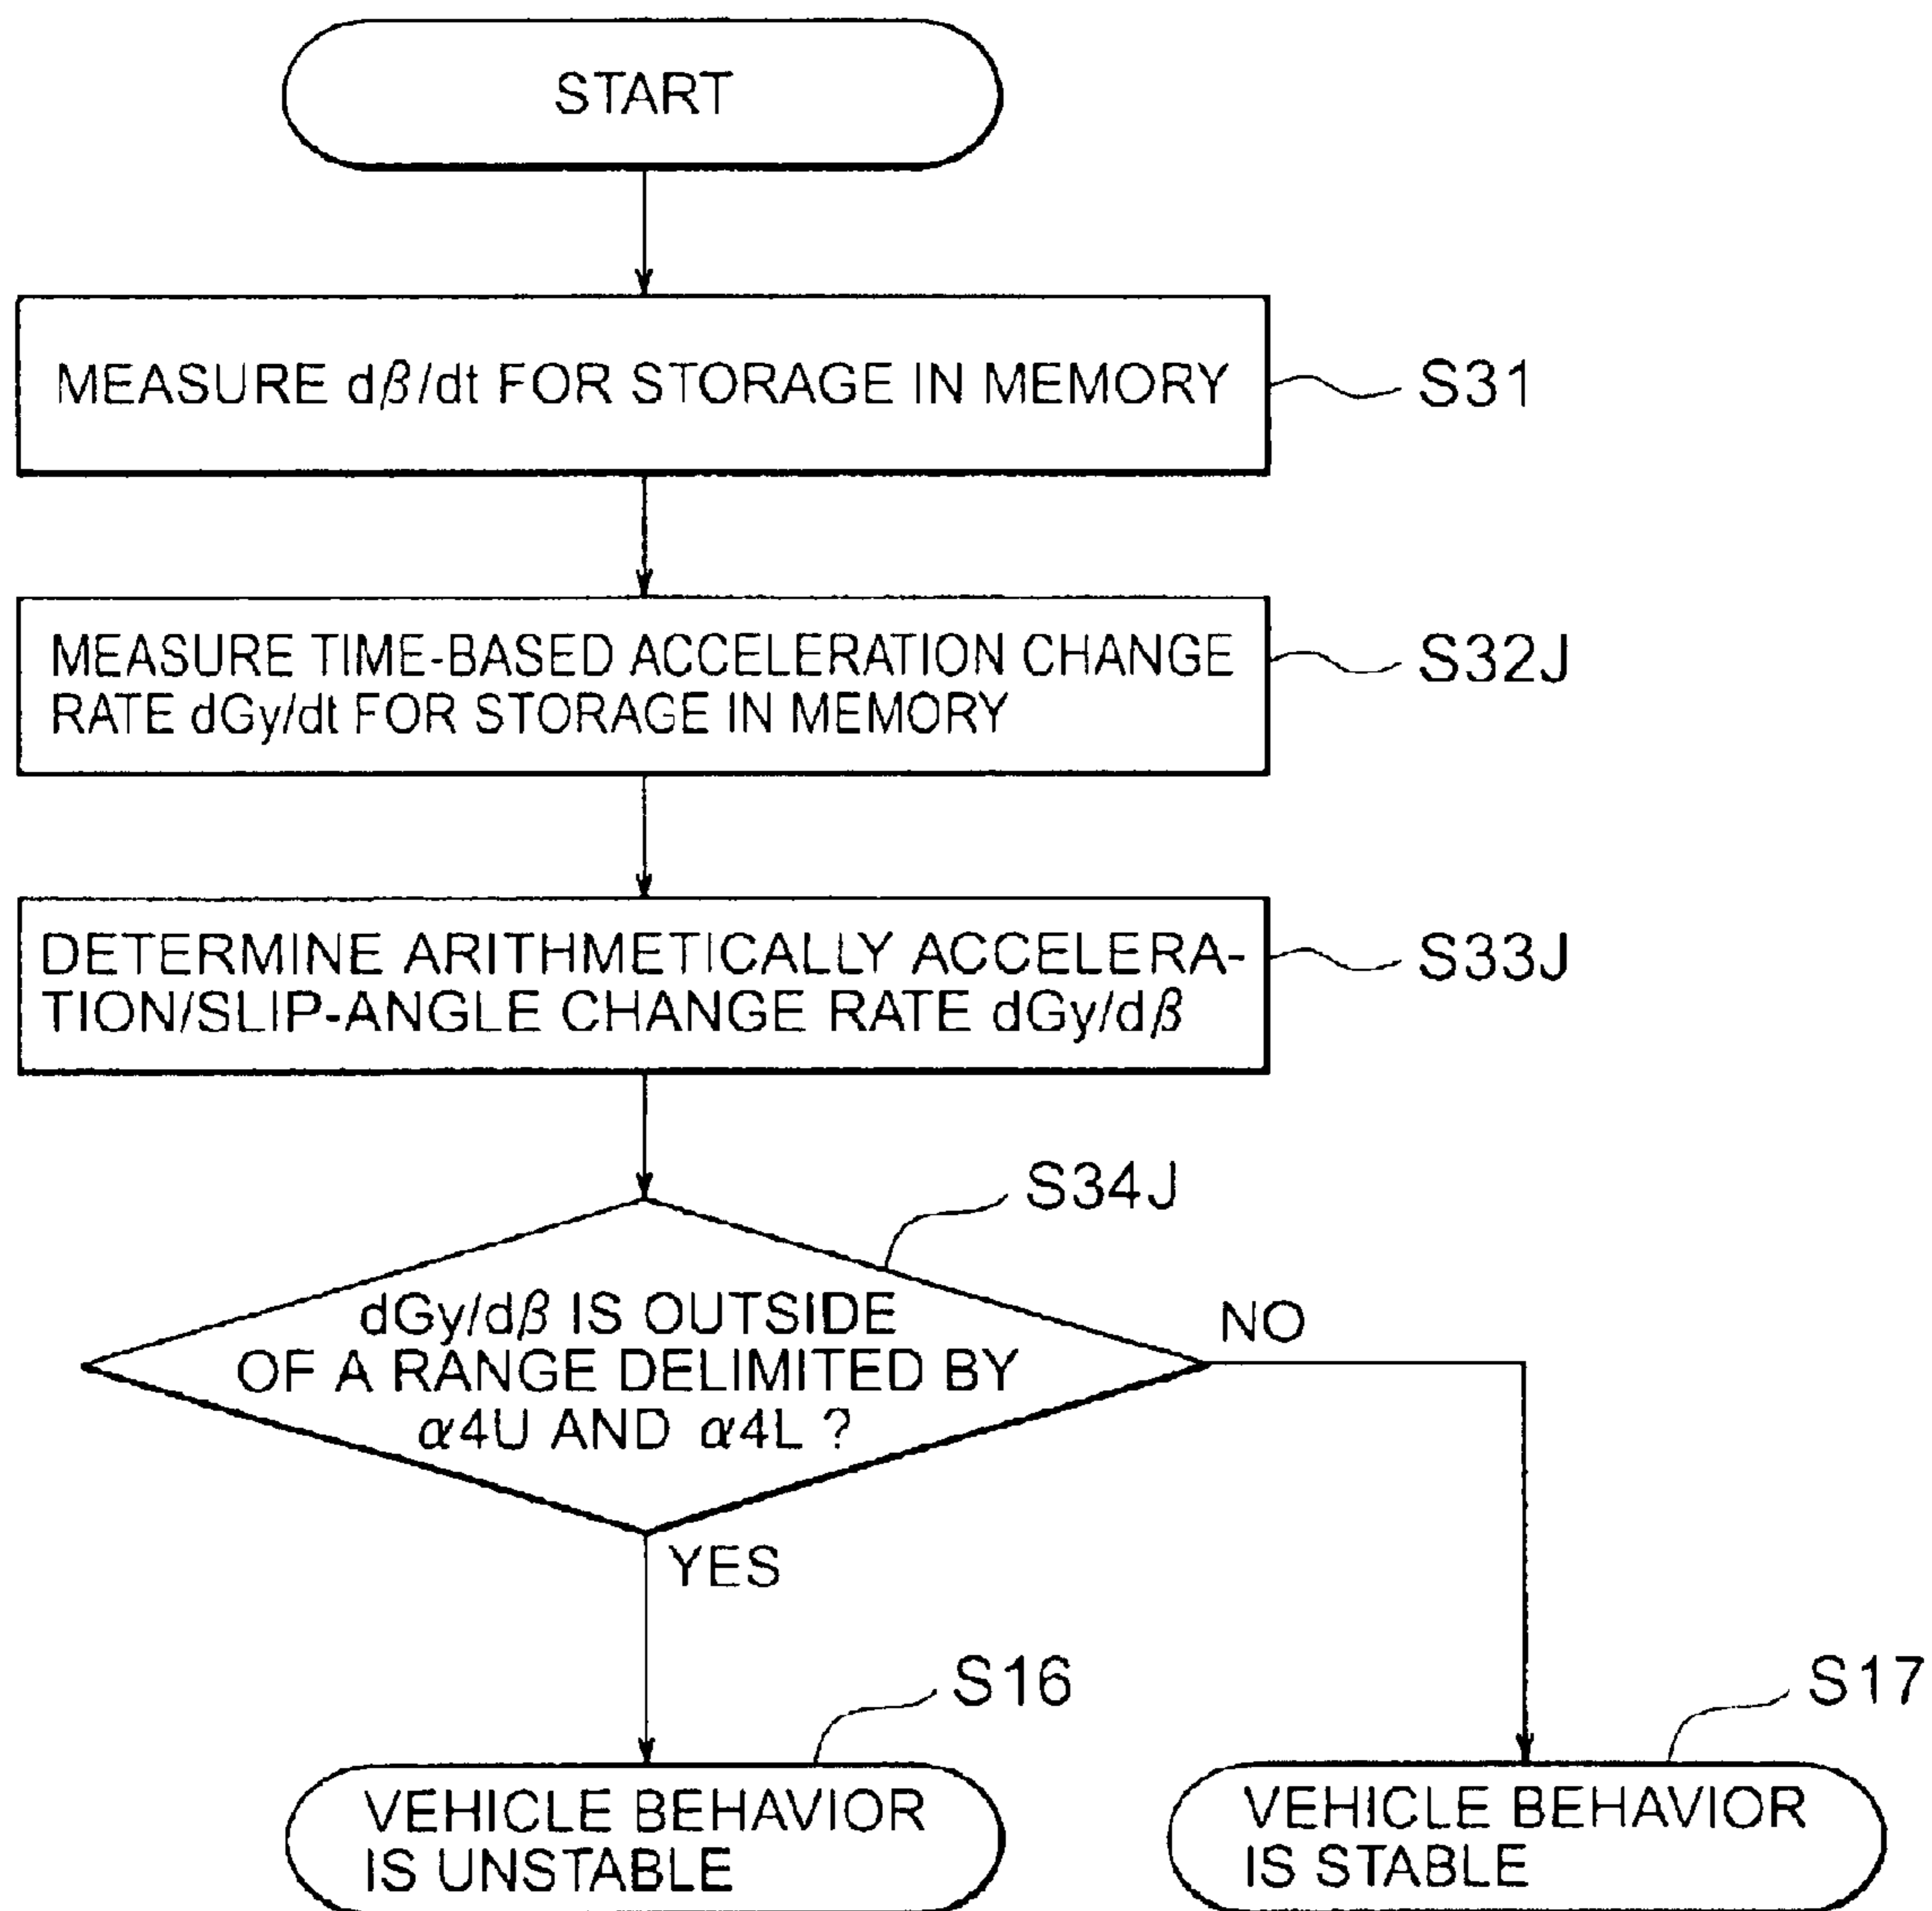 START
MEASURE dβ/dt FOR STORAGE IN MEMORY
S31
MEASURE TIME-BASED ACCELERATION CHANGE
RATE dGy/dt FOR STORAGE IN MEMORY
S32J
DETERMINE ARITHMETICALLY ACCELERA-
TION/SLIP-ANGLE CHANGE RATE dGy/dβ
S33J
S34J
dGy/dβ IS OUTSIDE
OF A RANGE DELIMITED BY
α4U AND α4L ?
NO
YES
S16
VEHICLE BEHAVIOR
IS UNSTABLE
S17
VEHICLE BEHAVIOR
IS STABLE